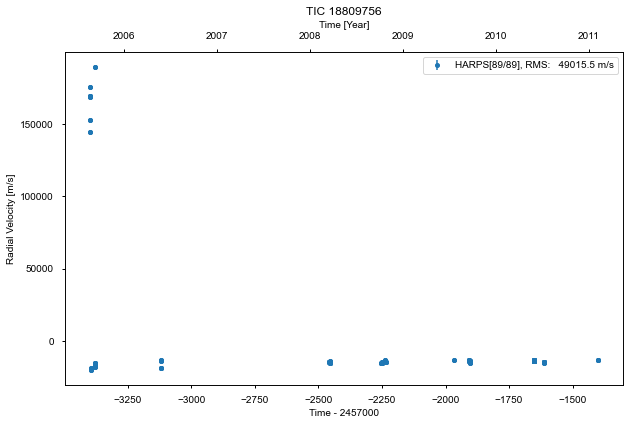 TIC 18809756
Time [Year]
2006 2007 2008 2009 2010 2011
HARPS[89/89], RMS: 49015.5 m/s
150000
100000
50000
0
Radial Velocity [m/s]
−3250 −3000 −2750 −2500 −2250 −2000 −1750 −1500
Time - 2457000